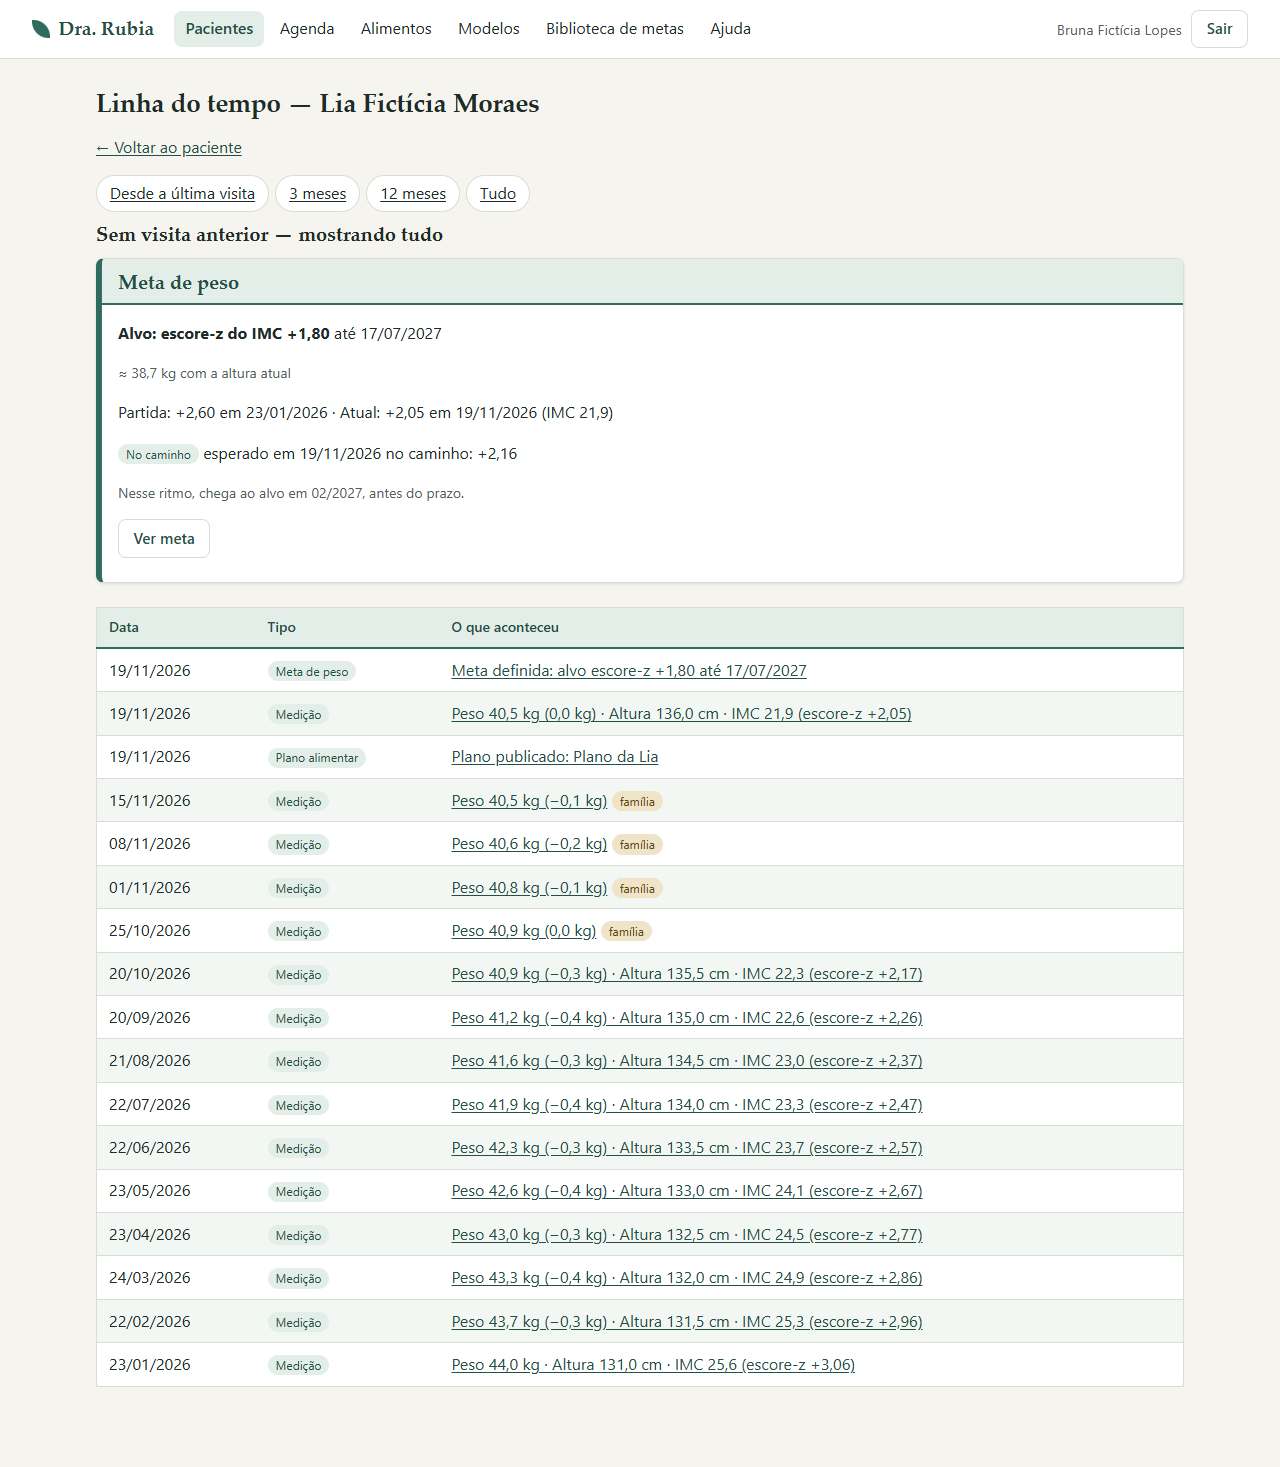 Dra. Rubia Pacientes Agenda Alimentos Modelos Biblioteca de metas Ajuda Bruna Fictícia Lopes Sair
Linha do tempo — Lia Fictícia Moraes
← Voltar ao paciente
Desde a última visita 3 meses 12 meses Tudo
Sem visita anterior — mostrando tudo
Meta de peso
Alvo: escore-z do IMC +1,80 até 17/07/2027
≈ 38,7 kg com a altura atual
Partida: +2,60 em 23/01/2026 · Atual: +2,05 em 19/11/2026 (IMC 21,9)
No caminho esperado em 19/11/2026 no caminho: +2,16
Nesse ritmo, chega ao alvo em 02/2027, antes do prazo.
Ver meta
Data Tipo O que aconteceu
19/11/2026 Meta de peso Meta definida: alvo escore-z +1,80 até 17/07/2027
19/11/2026 Medição Peso 40,5 kg (0,0 kg) · Altura 136,0 cm · IMC 21,9 (escore-z +2,05)
19/11/2026 Plano alimentar Plano publicado: Plano da Lia
15/11/2026 Medição Peso 40,5 kg (−0,1 kg) família
08/11/2026 Medição Peso 40,6 kg (−0,2 kg) família
01/11/2026 Medição Peso 40,8 kg (−0,1 kg) família
25/10/2026 Medição Peso 40,9 kg (0,0 kg) família
20/10/2026 Medição Peso 40,9 kg (−0,3 kg) · Altura 135,5 cm · IMC 22,3 (escore-z +2,17)
20/09/2026 Medição Peso 41,2 kg (−0,4 kg) · Altura 135,0 cm · IMC 22,6 (escore-z +2,26)
21/08/2026 Medição Peso 41,6 kg (−0,3 kg) · Altura 134,5 cm · IMC 23,0 (escore-z +2,37)
22/07/2026 Medição Peso 41,9 kg (−0,4 kg) · Altura 134,0 cm · IMC 23,3 (escore-z +2,47)
22/06/2026 Medição Peso 42,3 kg (−0,3 kg) · Altura 133,5 cm · IMC 23,7 (escore-z +2,57)
23/05/2026 Medição Peso 42,6 kg (−0,4 kg) · Altura 133,0 cm · IMC 24,1 (escore-z +2,67)
23/04/2026 Medição Peso 43,0 kg (−0,3 kg) · Altura 132,5 cm · IMC 24,5 (escore-z +2,77)
24/03/2026 Medição Peso 43,3 kg (−0,4 kg) · Altura 132,0 cm · IMC 24,9 (escore-z +2,86)
22/02/2026 Medição Peso 43,7 kg (−0,3 kg) · Altura 131,5 cm · IMC 25,3 (escore-z +2,96)
23/01/2026 Medição Peso 44,0 kg · Altura 131,0 cm · IMC 25,6 (escore-z +3,06)